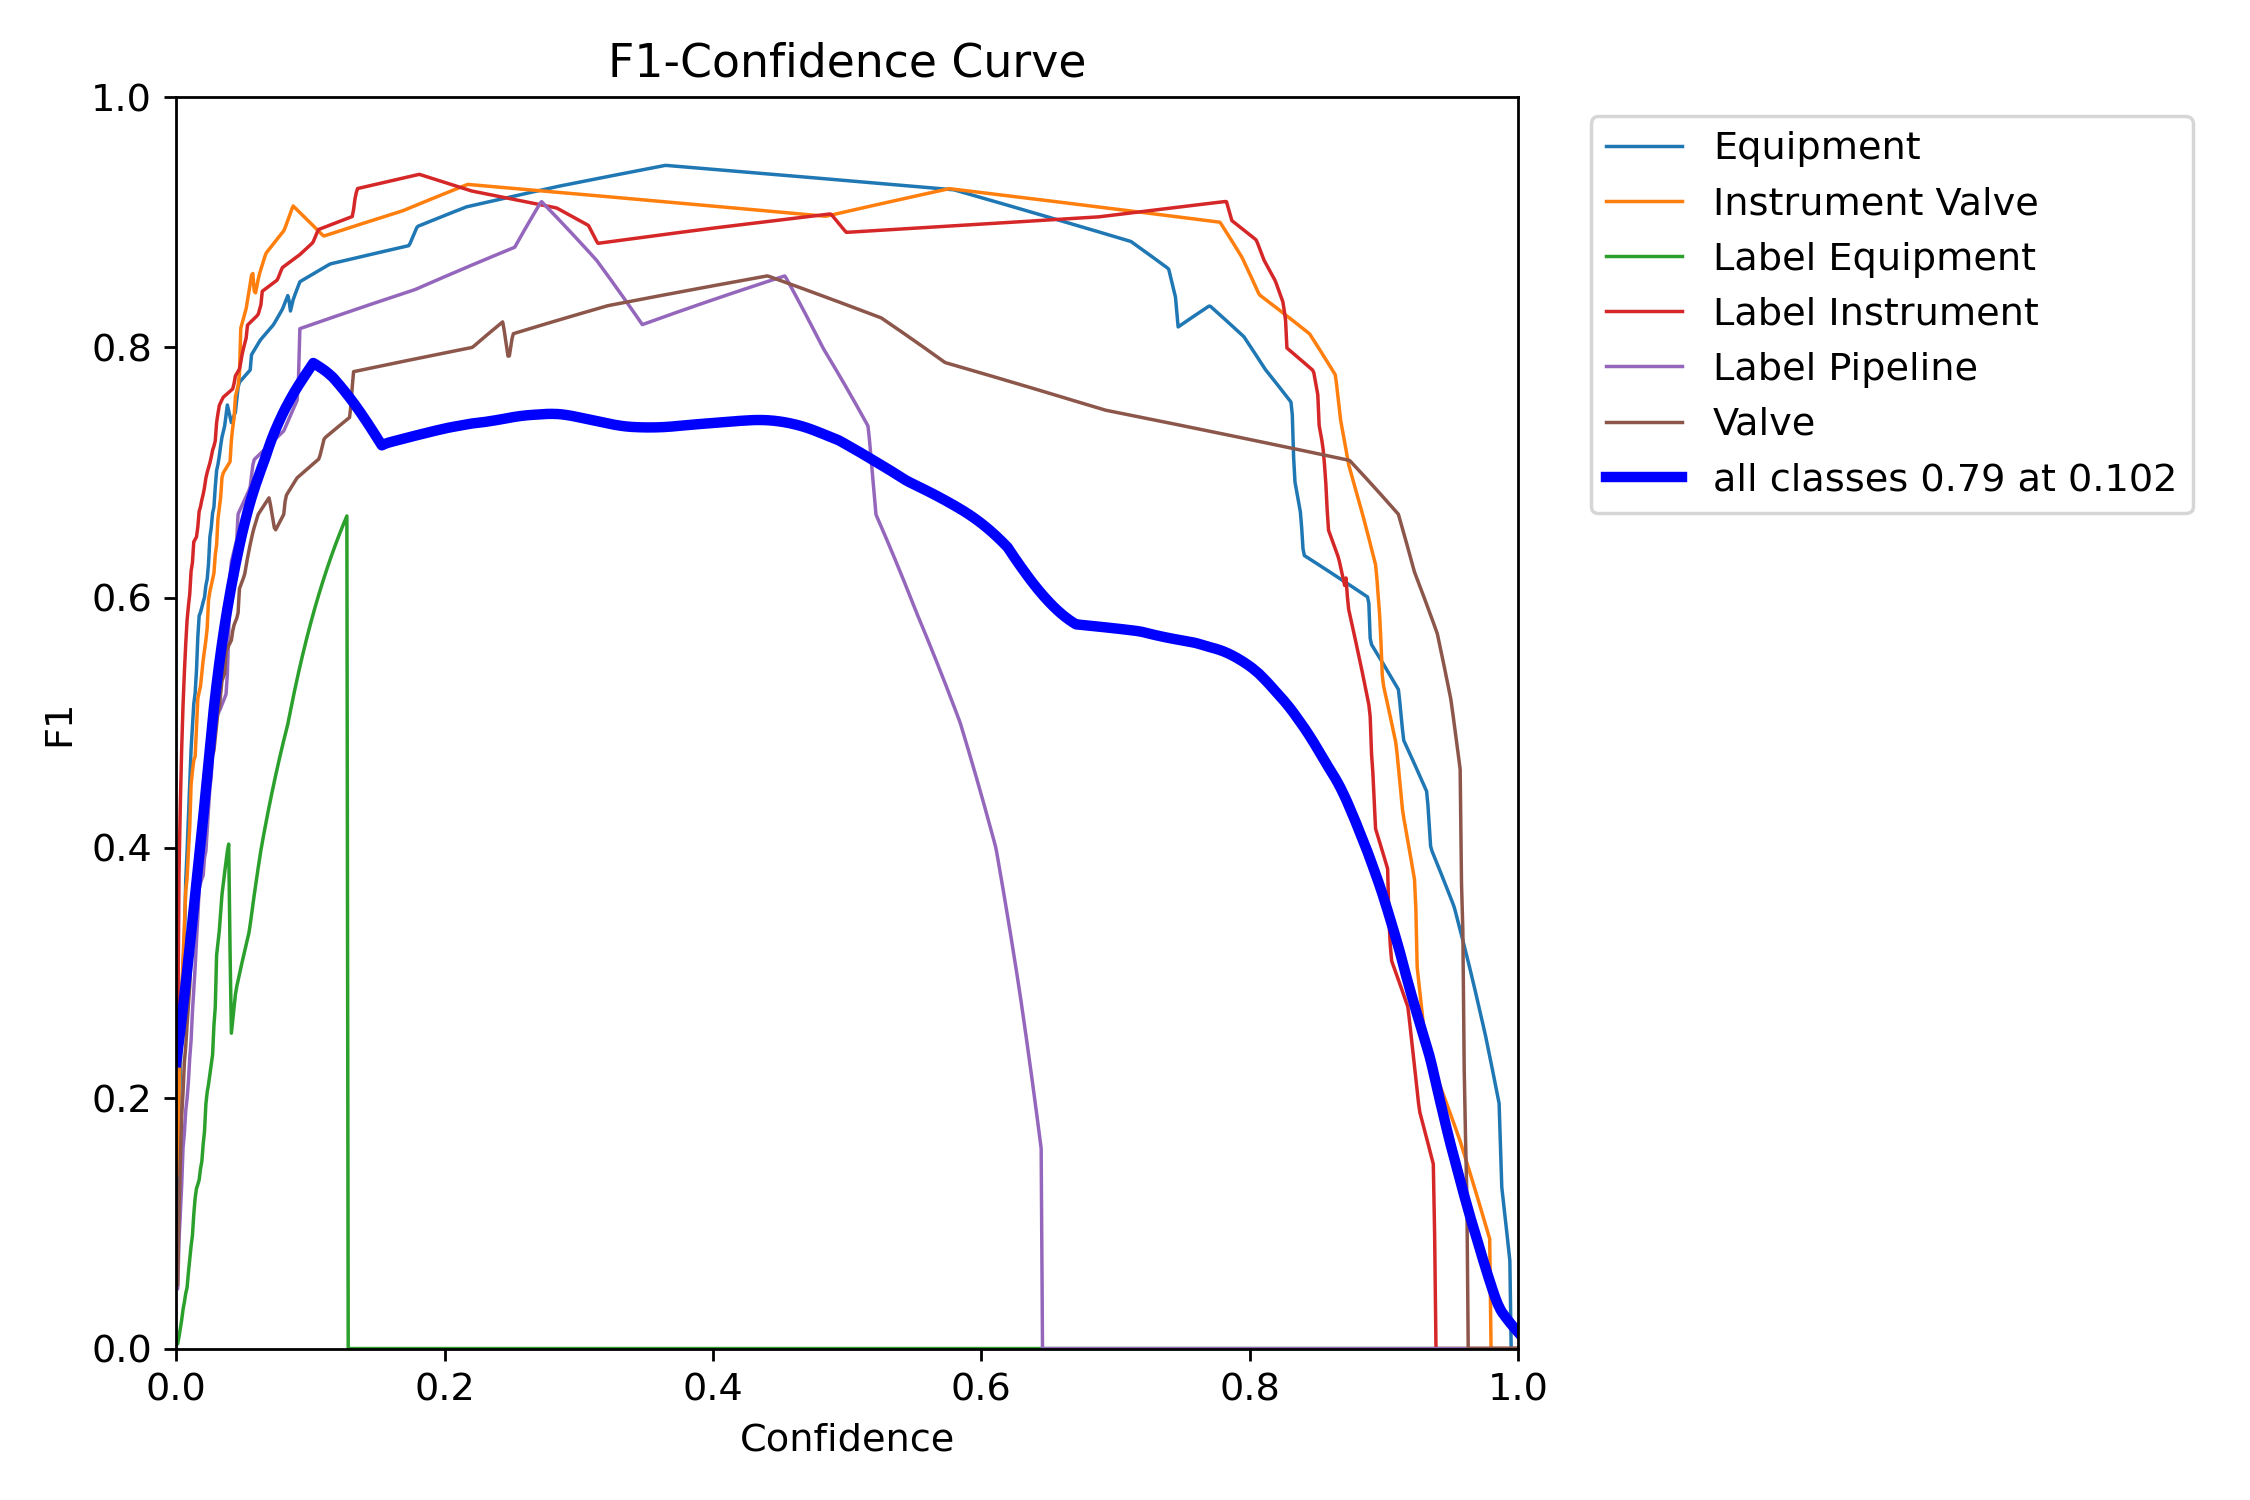 F1-Confidence Curve
1.0
0.8
0.6
0.4
0.2
0.0
F1
0.0 0.2 0.4 0.6 0.8 1.0
Confidence
Equipment
Instrument Valve
Label Equipment
Label Instrument
Label Pipeline
Valve
all classes 0.79 at 0.102